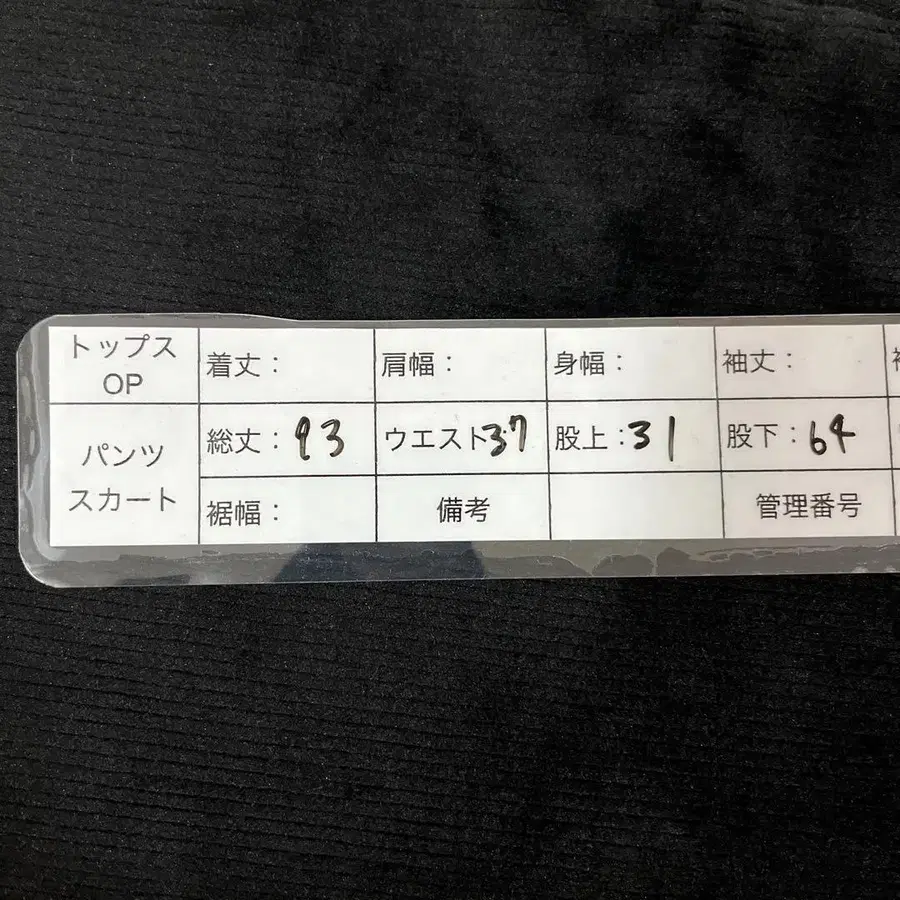 トップス OP 着丈： 肩幅： 身幅： 袖丈：
パンツ スカート 総丈：93 ウエスト37 股上：31 股下：64
裾幅： 備考 管理番号